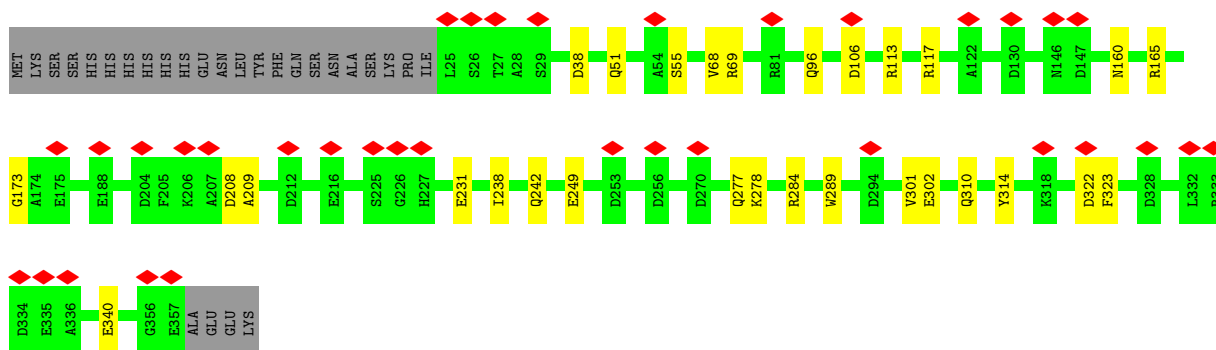 MET LYS SER SER HIS HIS HIS HIS HIS HIS GLU ASN LEU TYR PHE GLN SER ASN ALA SER LYS PRO ILE L25 S26 T27 A28 S29 D38 Q51 A54 S55 V68 R69 R81 Q96 D106 R113 R117 A122 D130 N146 D147 N160 R165
G173 A174 E175 E188 D204 F205 K206 A207 D208 A209 D212 E216 S225 G226 H227 E231 I238 Q242 E249 D253 D256 D270 Q277 K278 R284 W289 D294 V301 E302 Q310 Y314 K318 D322 F323 D328 L332
D334 E335 A336 E340 G356 E357 ALA GLU GLU LYS